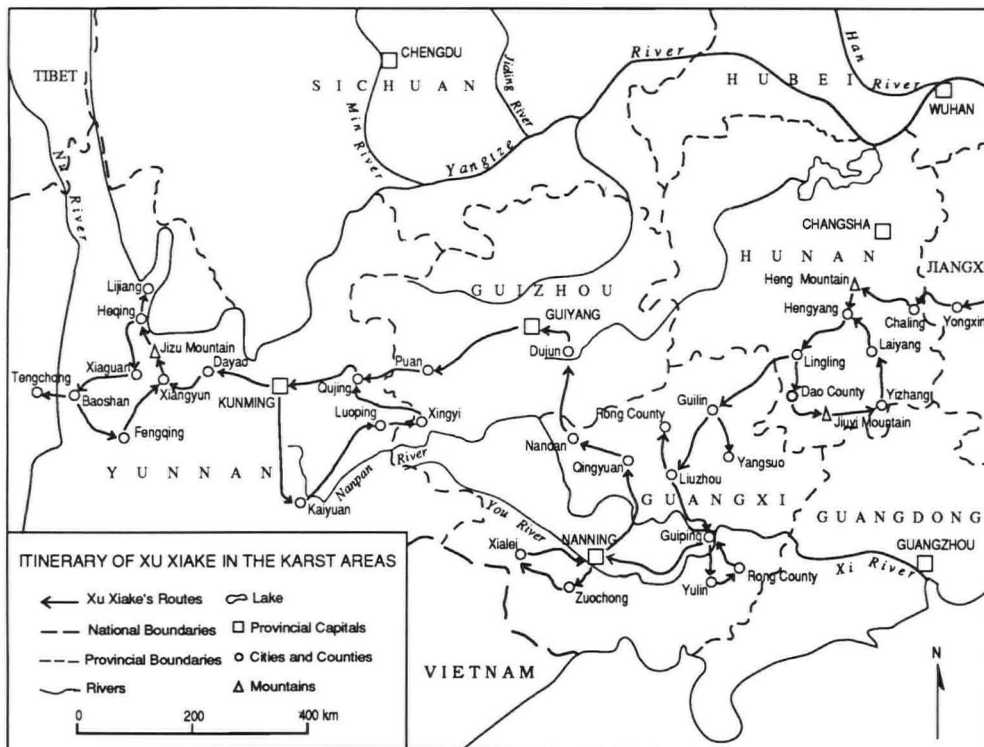 TIBET
CHENGDU
SICHUAN
Min River
Jiding River
Yangtze
River
Han
River
HUBEI
WUHAN
Nu River
CHANGSHA
HUNAN
JIANGXI
Heng Mountain
Hengyang
Chaling
Yongxin
Lijiang
Heqing
GUIZHOU
GUIYANG
Dujun
Laiyang
Lingling
Jizu Mountain
Dayao
Puan
Xiaguan
Tengchong
Baoshan
Xiangyun
KUNMING
Qujing
Dao County
Yizhang
Jiuyi Mountain
Fengqing
Luoping
Xingyi
Rong County
Guilin
Nandan
Qingyuan
Yangsuo
YUNNAN
Nanpan
River
Kaiyuan
Liuzhou
GUANGXI
GUANGDONG
You River
Xialei
NANNING
Guiping
GUANGZHOU
Xi River
Zuochong
Yulin
Rong County
VIETNAM
N
ITINERARY OF XU XIAKE IN THE KARST AREAS
Xu Xiake's Routes
Lake
National Boundaries
Provincial Capitals
Provincial Boundaries
Cities and Counties
Rivers
Mountains
0 200 400 km